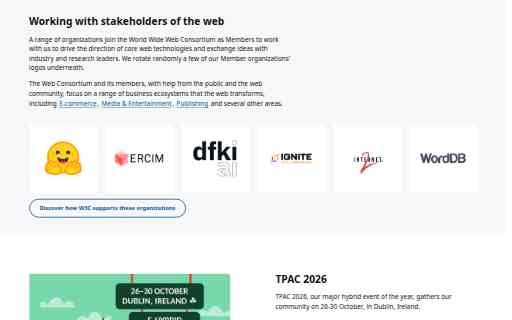 Working with stakeholders of the web
A range of organizations join the World Wide Web Consortium as Members to work
with us to drive the direction of core web technologies and exchange ideas with
industry and research leaders. We rotate randomly a few of our Member organizations'
logos underneath.
The Web Consortium and its members, with help from the public and the web
community, focus on a range of business ecosystems that the web transforms,
including E-commerce, Media & Entertainment, Publishing and several other areas.
ERCIM
dfki
ai
IGNITE
INTERNET
2
WordDB
Discover how W3C supports these organizations
26–30 OCTOBER
DUBLIN, IRELAND
TPAC 2026
TPAC 2026, our major hybrid event of the year, gathers our
community on 26-30 October, in Dublin, Ireland.